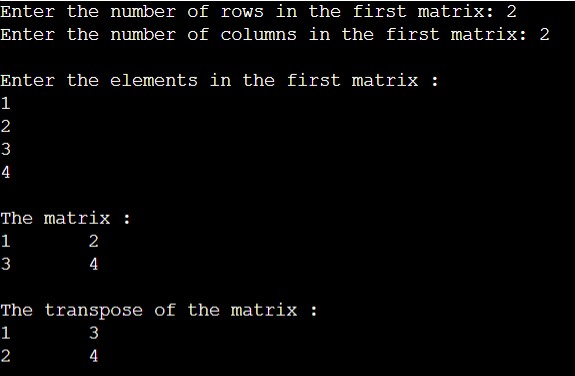 Enter the number of rows in the first matrix: 2
Enter the number of columns in the first matrix: 2
Enter the elements in the first matrix :
1
2
3
4
The matrix :
1 2
3 4
The transpose of the matrix :
1 3
2 4